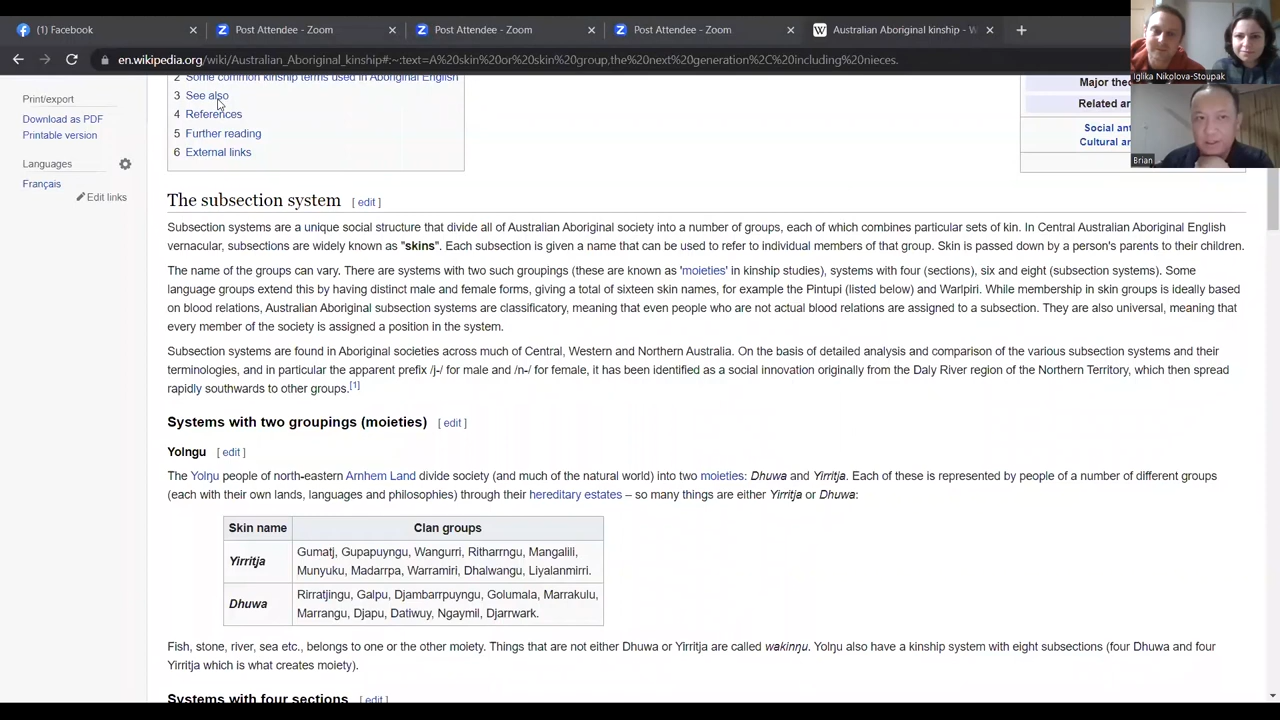 (1) Facebook
Post Attendee - Zoom
Post Attendee - Zoom
Post Attendee - Zoom
Australian Aboriginal kinship - W
en.wikipedia.org/wiki/Australian_Aboriginal_kinship#:~:text=A%20skin%20or%20skin%20group,the%20next%20generation%2C%20including%20nieces.
Print/export
Download as PDF
Printable version
Languages
Français
Edit links
2 Some common kinship terms used in Aboriginal English
3 See also
4 References
5 Further reading
6 External links
Major
Related
Social
Cultural
Iglika Nikolova-Stoupak
Brian
The subsection system [ edit ]
Subsection systems are a unique social structure that divide all of Australian Aboriginal society into a number of groups, each of which combines particular sets of kin. In Central Australian Aboriginal English
vernacular, subsections are widely known as "skins". Each subsection is given a name that can be used to refer to individual members of that group. Skin is passed down by a person's parents to their children.
The name of the groups can vary. There are systems with two such groupings (these are known as 'moieties' in kinship studies), systems with four (sections), six and eight (subsection systems). Some
language groups extend this by having distinct male and female forms, giving a total of sixteen skin names, for example the Pintupi (listed below) and Warlpiri. While membership in skin groups is ideally based
on blood relations, Australian Aboriginal subsection systems are classificatory, meaning that even people who are not actual blood relations are assigned to a subsection. They are also universal, meaning that
every member of the society is assigned a position in the system.
Subsection systems are found in Aboriginal societies across much of Central, Western and Northern Australia. On the basis of detailed analysis and comparison of the various subsection systems and their
terminologies, and in particular the apparent prefix /j-/ for male and /n-/ for female, it has been identified as a social innovation originally from the Daly River region of the Northern Territory, which then spread
rapidly southwards to other groups.[1]
Systems with two groupings (moieties) [ edit ]
Yolngu [ edit ]
The Yolŋu people of north-eastern Arnhem Land divide society (and much of the natural world) into two moieties: Dhuwa and Yirritja. Each of these is represented by people of a number of different groups
(each with their own lands, languages and philosophies) through their hereditary estates – so many things are either Yirritja or Dhuwa:
Skin name Clan groups
Yirritja
Gumatj, Gupapuyngu, Wangurri, Ritharrngu, Mangalili,
Munyuku, Madarrpa, Warramiri, Dhalwangu, Liyalanmirri.
Dhuwa
Rirratjingu, Galpu, Djambarrpuyngu, Golumala, Marrakulu,
Marrangu, Djapu, Datiwuy, Ngaymil, Djarrwark.
Fish, stone, river, sea etc., belongs to one or the other moiety. Things that are not either Dhuwa or Yirritja are called wakinŋu. Yolŋu also have a kinship system with eight subsections (four Dhuwa and four
Yirritja which is what creates moiety).
Systems with four sections [ edit ]